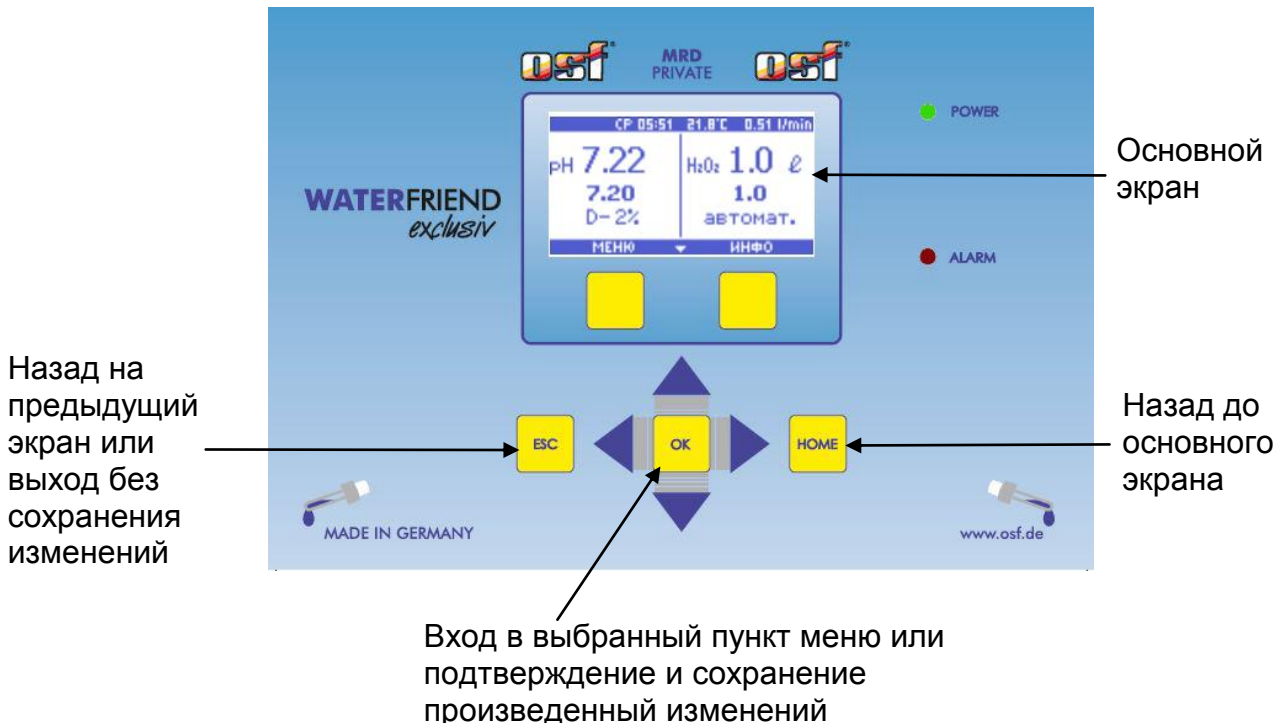 osf® MRD osf®
PRIVATE
POWER
СР 05:51 21.8°C 0.51 l/min
pH 7.22 H₂O₂ 1.0 ℓ
7.20 1.0
D- 2% автомат.
МЕНЮ ИНФО
WATERFRIEND
exclusiv
ALARM
Основной
экран
Назад на
предыдущий
экран или
выход без
сохранения
изменений
ESC OK HOME
Назад до
основного
экрана
MADE IN GERMANY www.osf.de
Вход в выбранный пункт меню или
подтверждение и сохранение
произведенный изменений